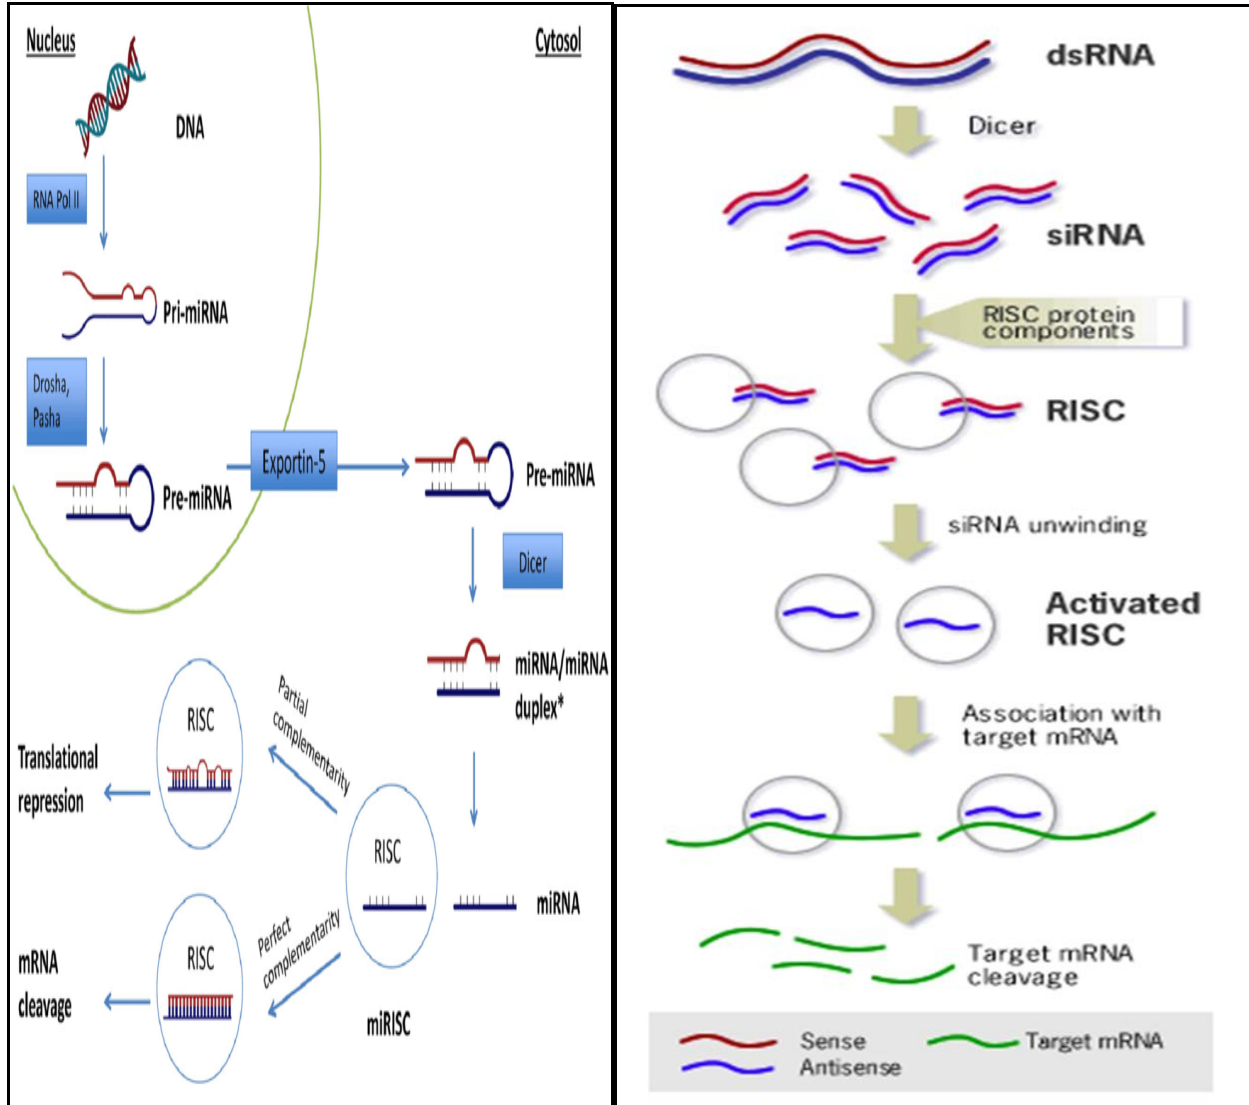 Nucleus
Cytosol
DNA
RNA Pol II
Pri-miRNA
Drosha,
Pasha
Pre-miRNA
Exportin-5
Pre-miRNA
Dicer
miRNA/miRNA
duplex*
miRNA
RISC
miRISC
Partial
complementarity
RISC
Translational
repression
Perfect
complementarity
RISC
mRNA
cleavage
dsRNA
Dicer
siRNA
RISC protein
components
RISC
siRNA unwinding
Activated
RISC
Association with
target mRNA
Target mRNA
cleavage
Sense
Antisense
Target mRNA